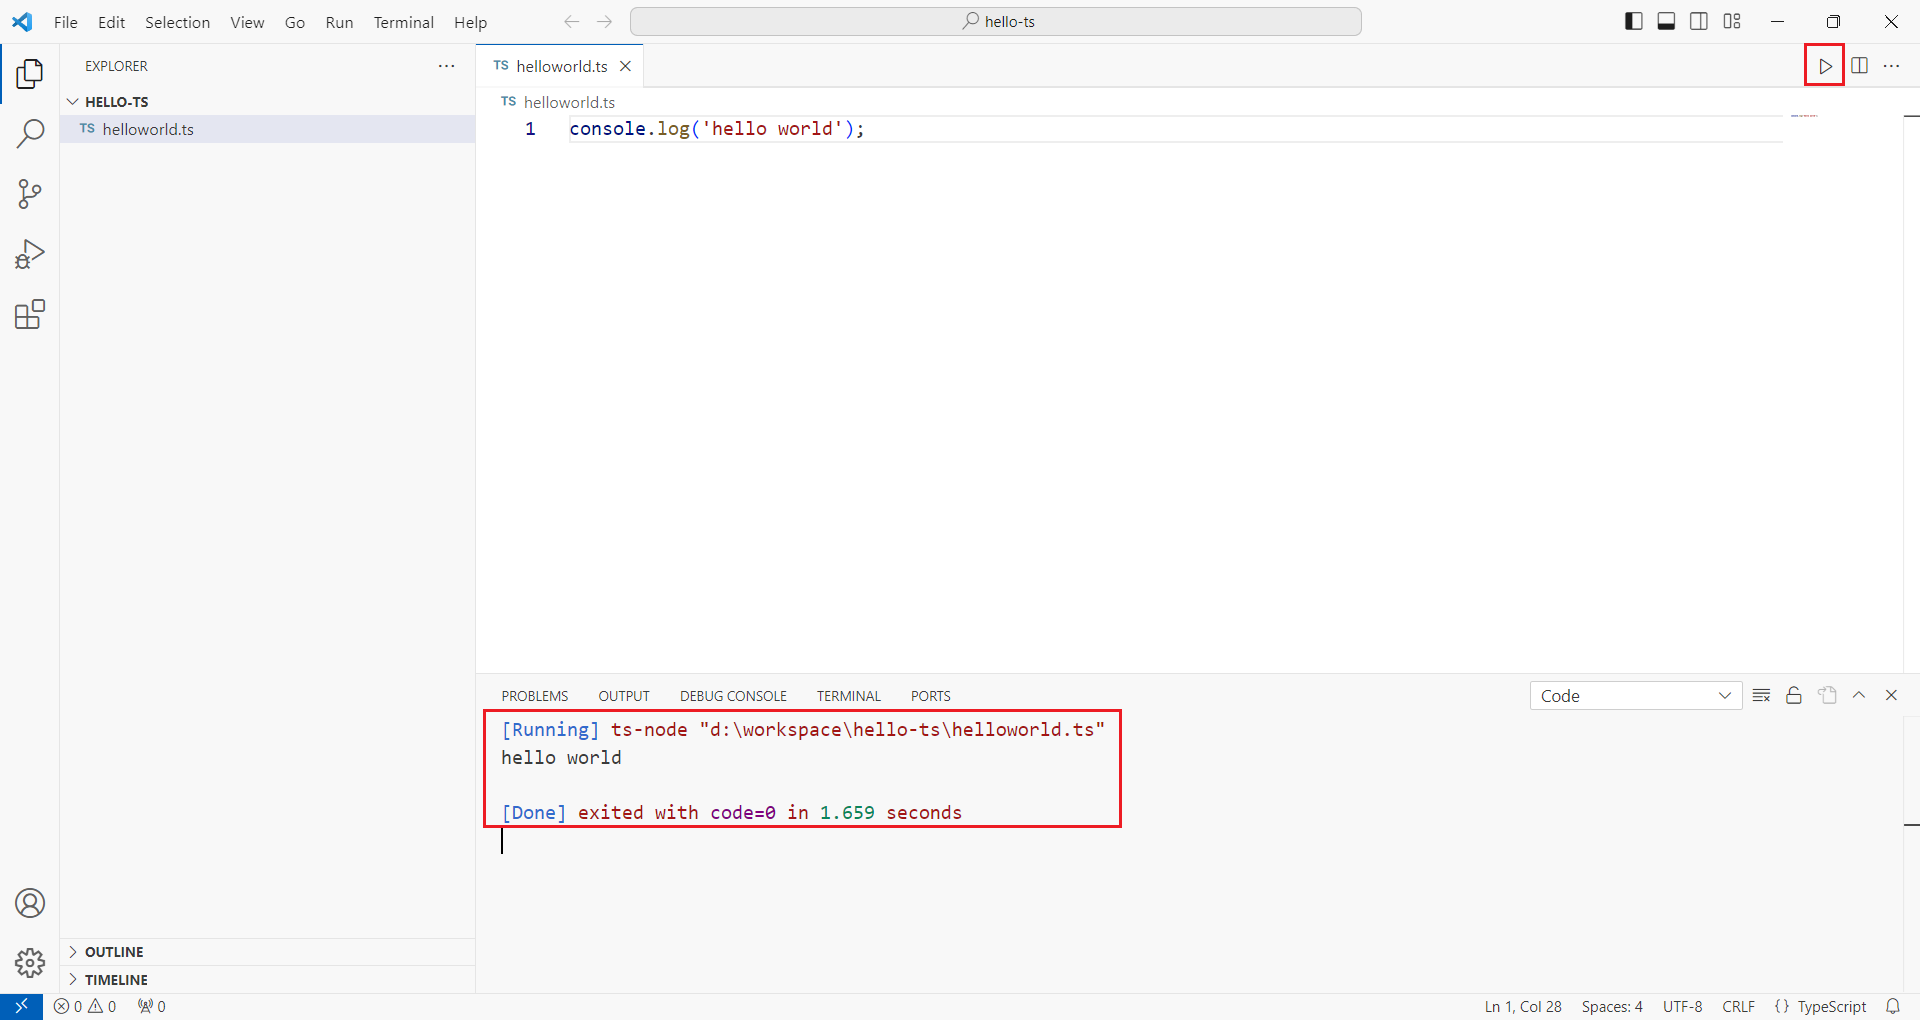 File Edit Selection View Go Run Terminal Help
hello-ts
EXPLORER
HELLO-TS
TS helloworld.ts
TS helloworld.ts
TS helloworld.ts
1 console.log('hello world');
PROBLEMS OUTPUT DEBUG CONSOLE TERMINAL PORTS
Code
[Running] ts-node "d:\workspace\hello-ts\helloworld.ts"
hello world
[Done] exited with code=0 in 1.659 seconds
OUTLINE
TIMELINE
0 0 0
Ln 1, Col 28 Spaces: 4 UTF-8 CRLF {} TypeScript